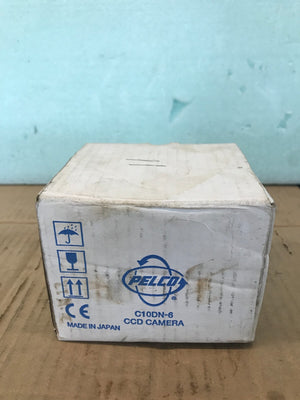 PELCO
®
C10DN-6
CCD CAMERA
CE
MADE IN JAPAN